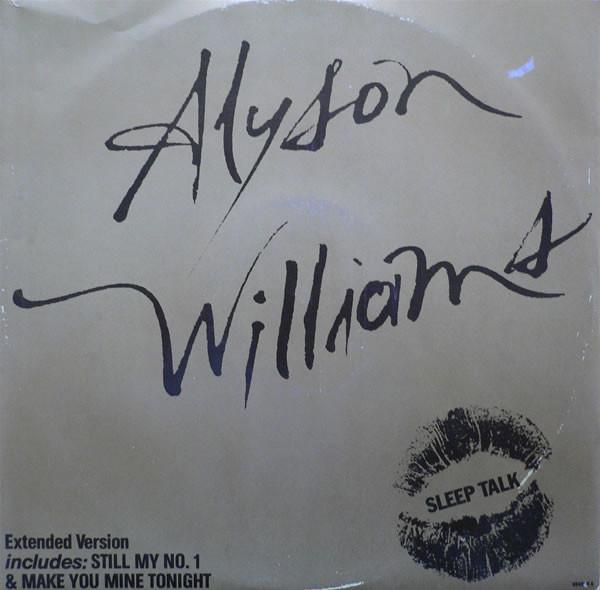 Alyson
Williams
SLEEP TALK
Extended Version
includes: STILL MY NO. 1
& MAKE YOU MINE TONIGHT